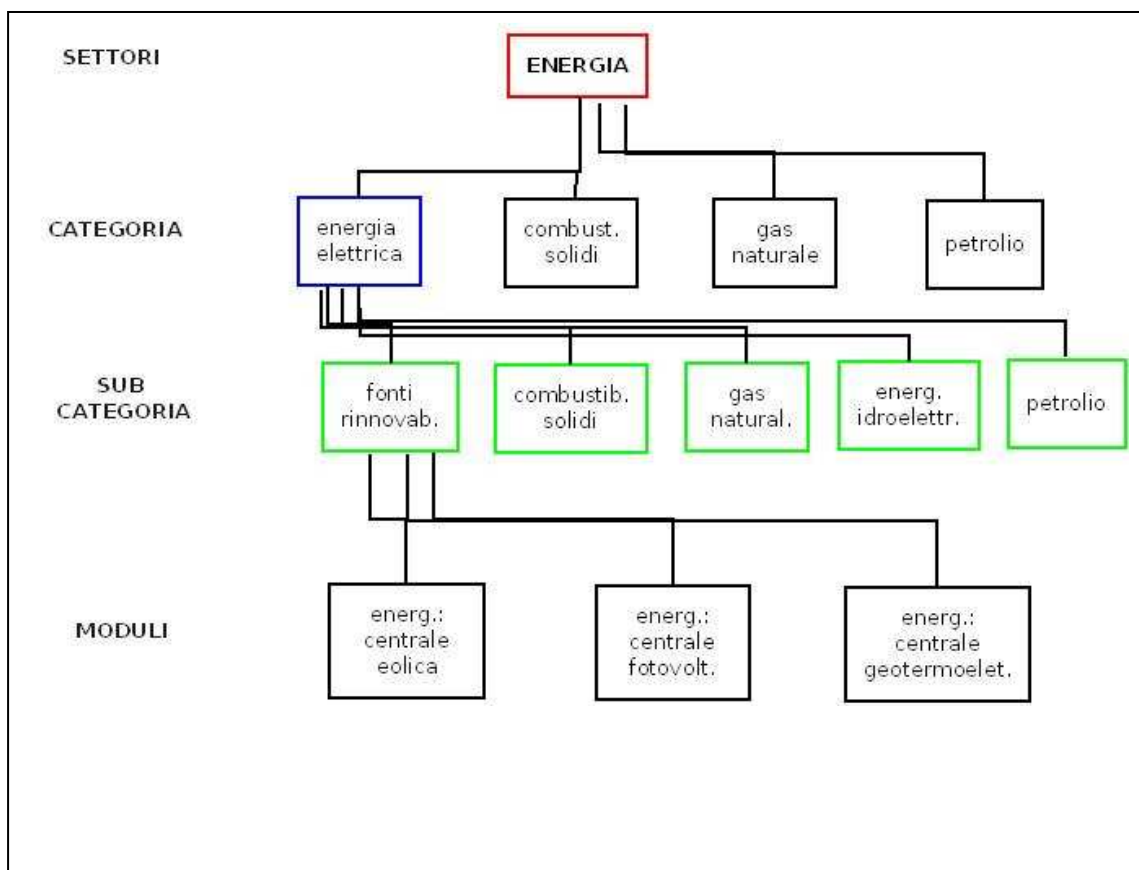 SETTORI
ENERGIA
CATEGORIA
energia
elettrica
combust.
solidi
gas
naturale
petrolio
SUB
CATEGORIA
fonti
rinnovab.
combustib.
solidi
gas
natural.
energ.
idroelettr.
petrolio
MODULI
energ.:
centrale
eolica
energ.:
centrale
fotovolt.
energ.:
centrale
geotermoelet.